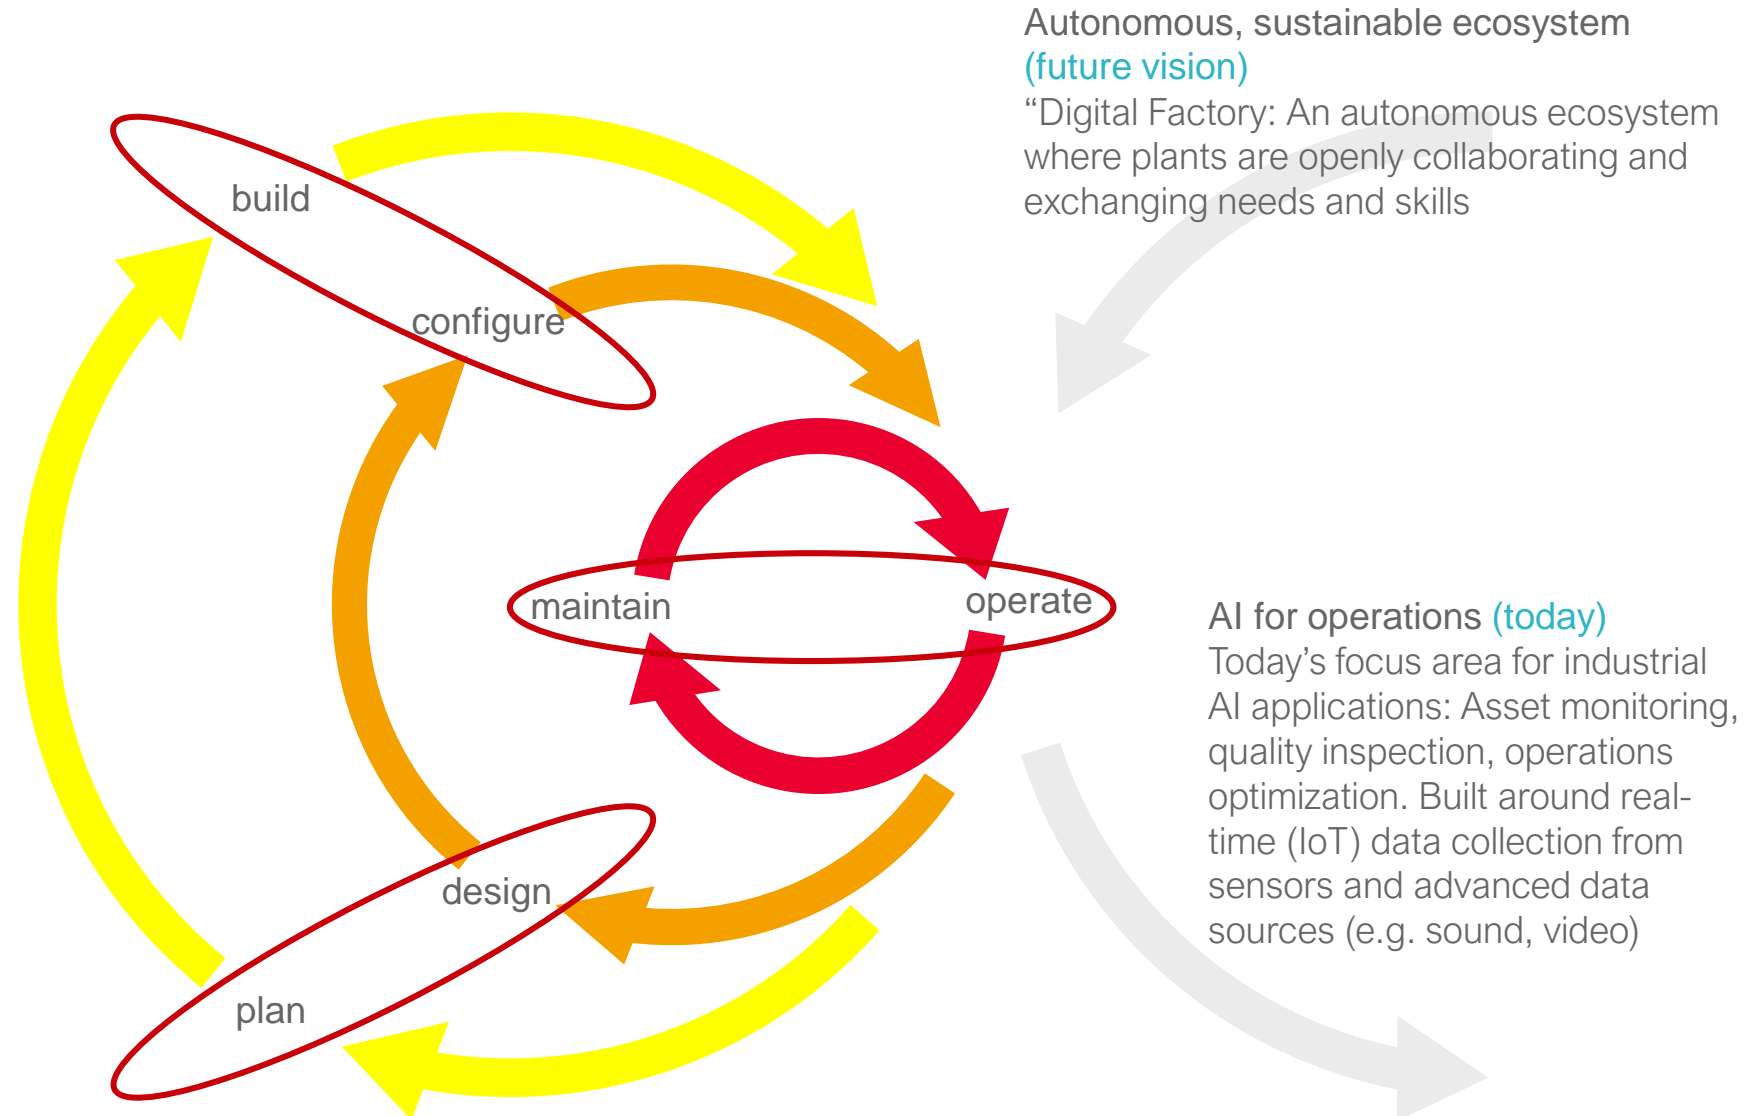 Autonomous, sustainable ecosystem
(future vision)
“Digital Factory: An autonomous ecosystem
where plants are openly collaborating and
exchanging needs and skills
build
configure
maintain
operate
AI for operations (today)
Today’s focus area for industrial
AI applications: Asset monitoring,
quality inspection, operations
optimization. Built around real-
time (IoT) data collection from
sensors and advanced data
sources (e.g. sound, video)
design
plan